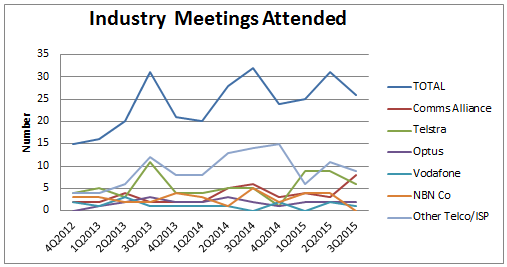 Industry Meetings Attended
35
30
25
20
15
10
5
0
Number
4Q2012
1Q2013
2Q2013
3Q2013
4Q2013
1Q2014
2Q2014
3Q2014
4Q2014
1Q2015
2Q2015
3Q2015
TOTAL
Comms Alliance
Telstra
Optus
Vodafone
NBN Co
Other Telco/ISP